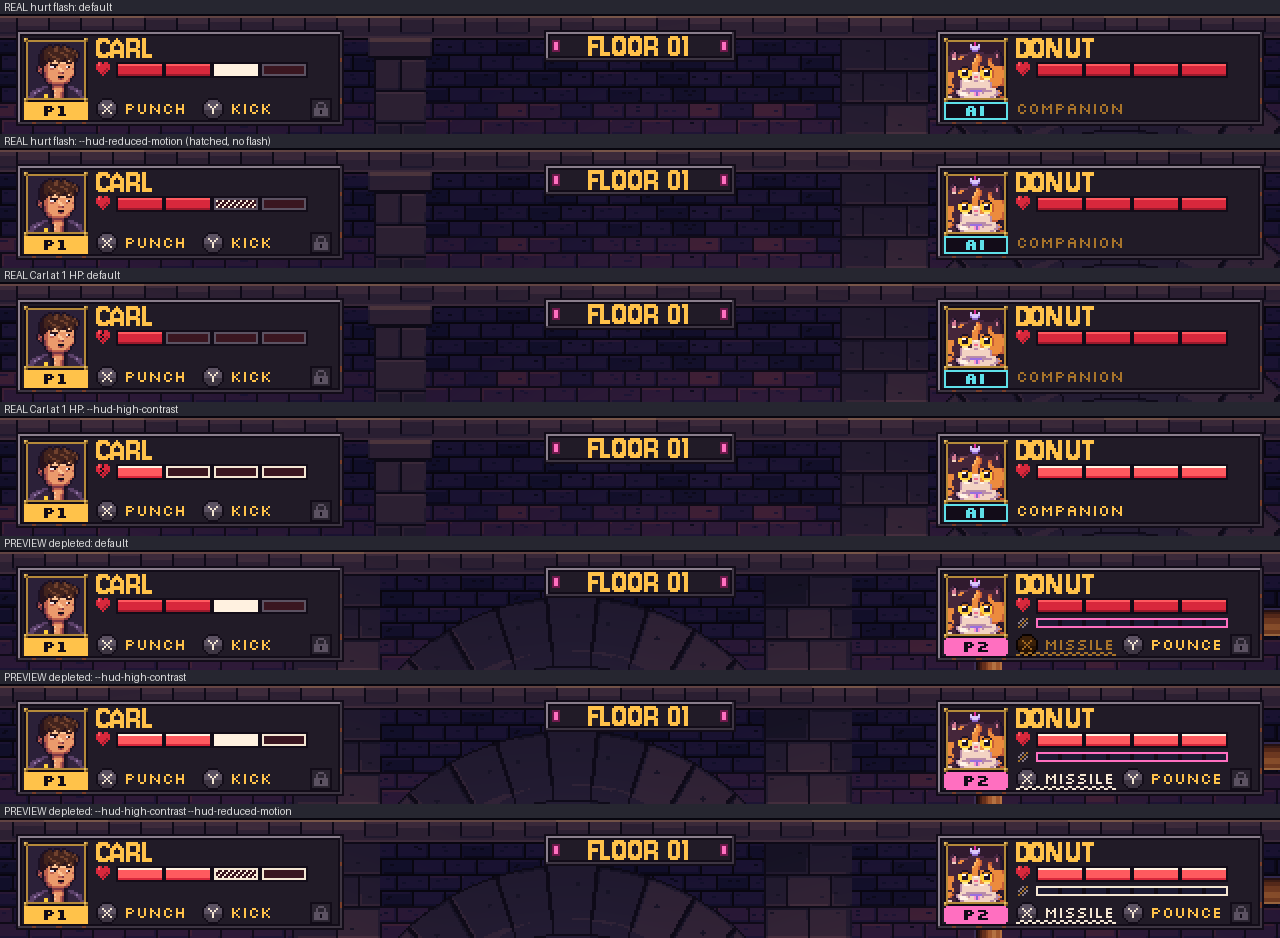 REAL hurt flash: default
CARL FLOOR 01 DONUT
P1 X PUNCH Y KICK AI COMPANION
REAL hurt flash: --hud-reduced-motion (hatched, no flash)
CARL FLOOR 01 DONUT
P1 X PUNCH Y KICK AI COMPANION
REAL Carl at 1 HP: default
CARL FLOOR 01 DONUT
P1 X PUNCH Y KICK AI COMPANION
REAL Carl at 1 HP: --hud-high-contrast
CARL FLOOR 01 DONUT
P1 X PUNCH Y KICK AI COMPANION
PREVIEW depleted: default
CARL FLOOR 01 DONUT
P1 X PUNCH Y KICK P2 X MISSILE Y POUNCE
PREVIEW depleted: --hud-high-contrast
CARL FLOOR 01 DONUT
P1 X PUNCH Y KICK P2 X MISSILE Y POUNCE
PREVIEW depleted: --hud-high-contrast --hud-reduced-motion
CARL FLOOR 01 DONUT
P1 X PUNCH Y KICK P2 X MISSILE Y POUNCE